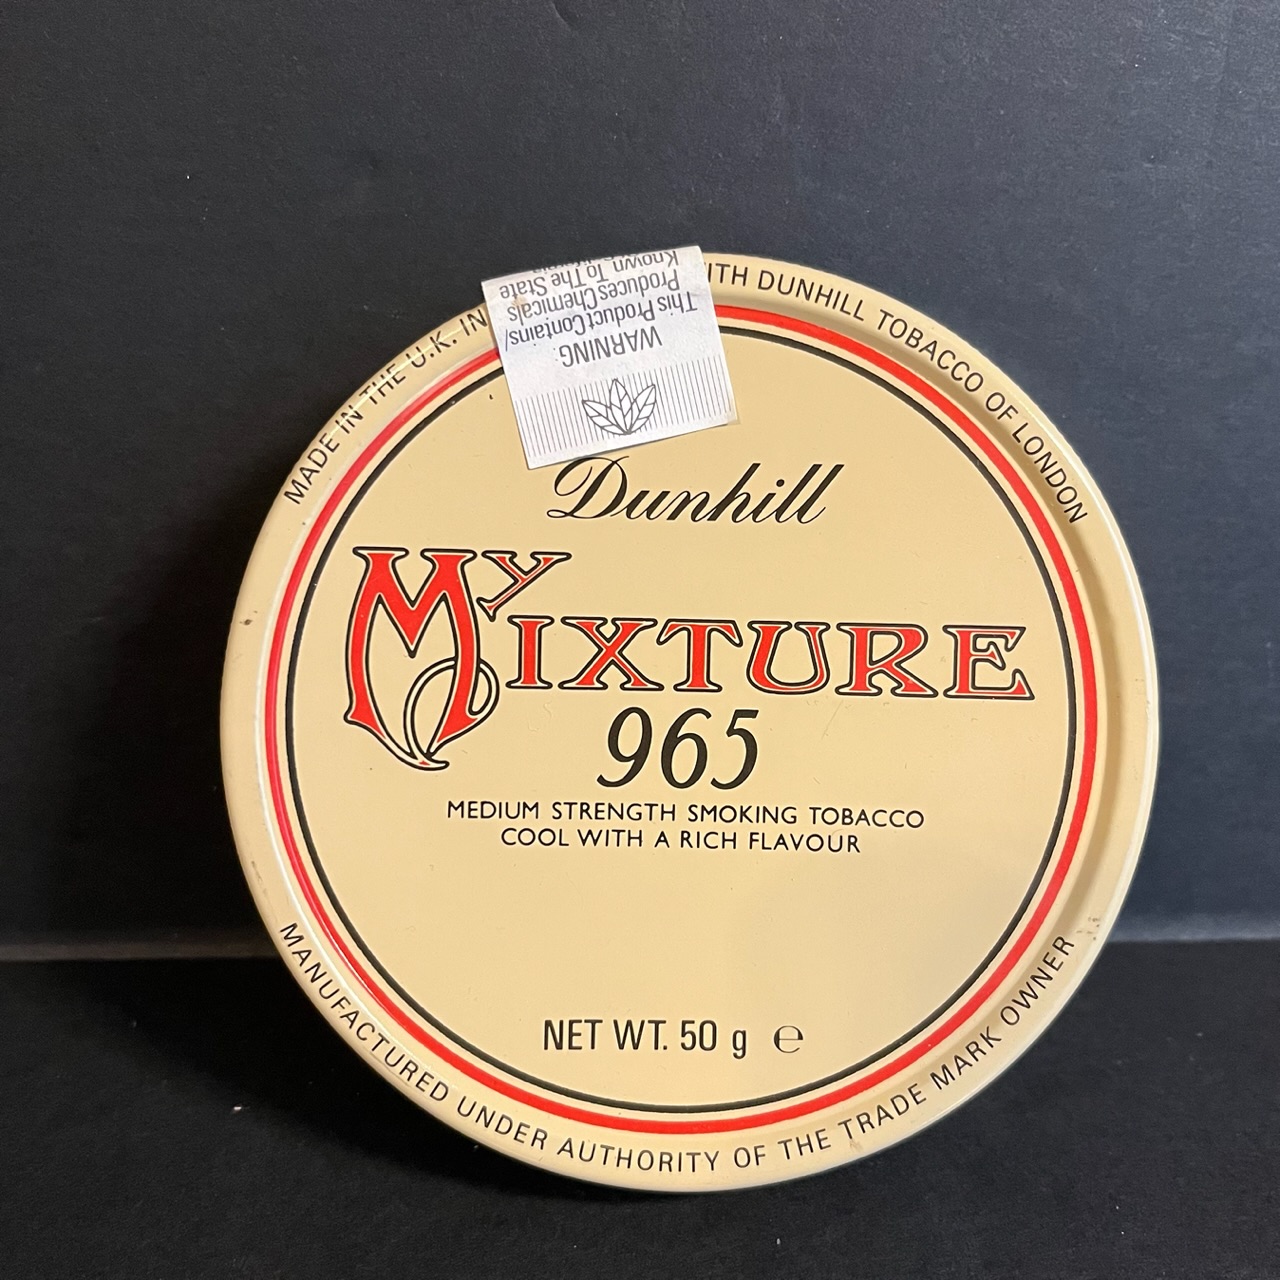 MADE IN THE U.K. IN
WITH DUNHILL TOBACCO OF LONDON
WARNING:
This Product Contains/
Produces Chemicals
Known To The State
Dunhill
MY MIXTURE
965
MEDIUM STRENGTH SMOKING TOBACCO
COOL WITH A RICH FLAVOUR
NET WT. 50 g ℮
MANUFACTURED UNDER AUTHORITY OF THE TRADE MARK OWNER